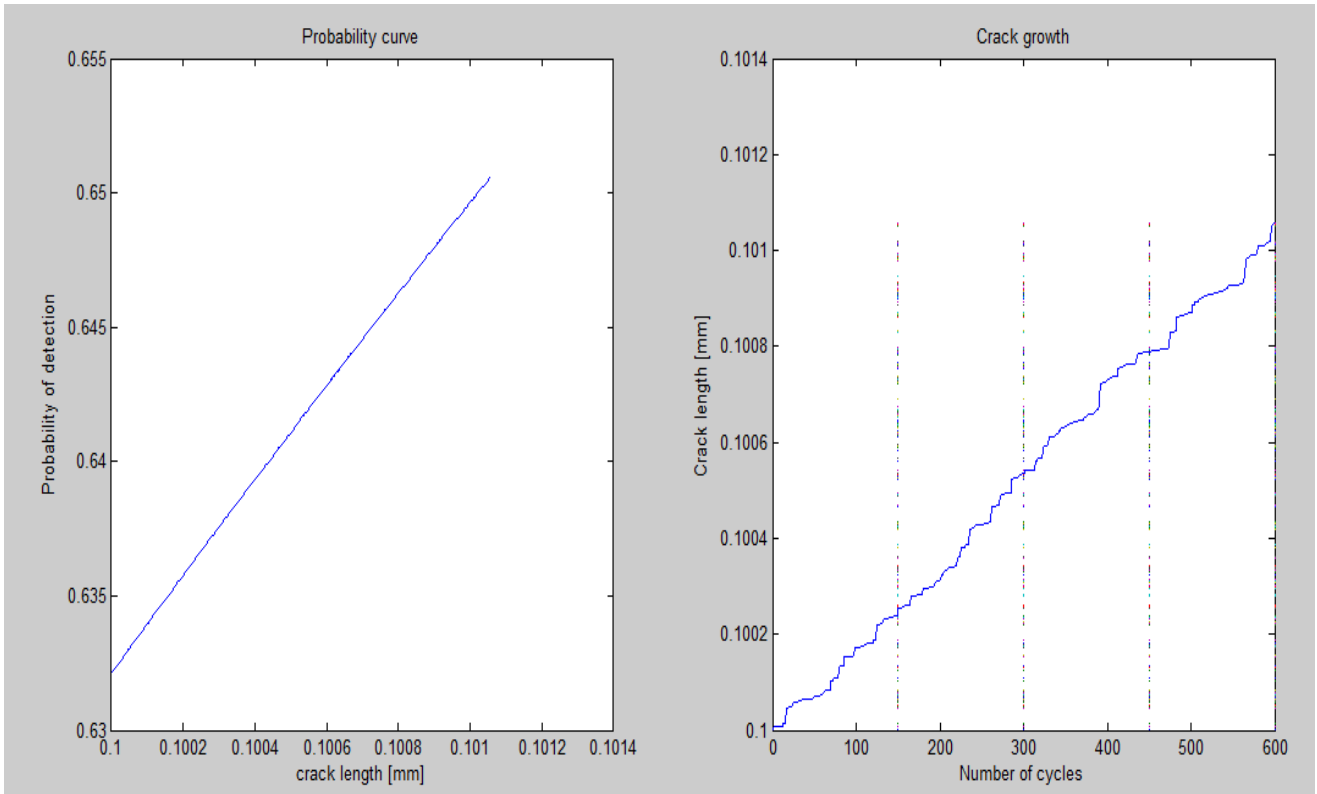 Probability curve
0.655
0.65
0.645
0.64
0.635
0.63
Probability of detection
0.1 0.1002 0.1004 0.1006 0.1008 0.101 0.1012 0.1014
crack length [mm]
Crack growth
0.1014
0.1012
0.101
0.1008
0.1006
0.1004
0.1002
0.1
Crack length [mm]
0 100 200 300 400 500 600
Number of cycles